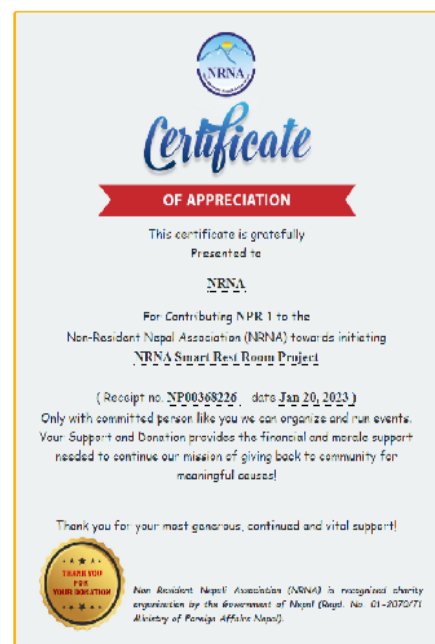 NRNA
Certificate
OF APPRECIATION
This certificate is gratefully
Presented to
NRNA
For Contributing NPR 1 to the
Non-Resident Nepal Association (NRNA) towards initiating
NRNA Smart Rest Room Project
( Receipt no. NP00368226 date Jan 20, 2023 )
Only with committed person like you we can organize and run events.
Your Support and Donation provides the financial and morale support
needed to continue our mission of giving back to community for
meaningful causes!
Thank you for your most generous, continued and vital support!
THANK YOU
FOR
YOUR DONATION
Non Resident Nepali Association (NRNA) is recognized charity
organization by the Government of Nepal (Regd. No. 01-2070/71
Ministry of Foreign Affairs Nepal).